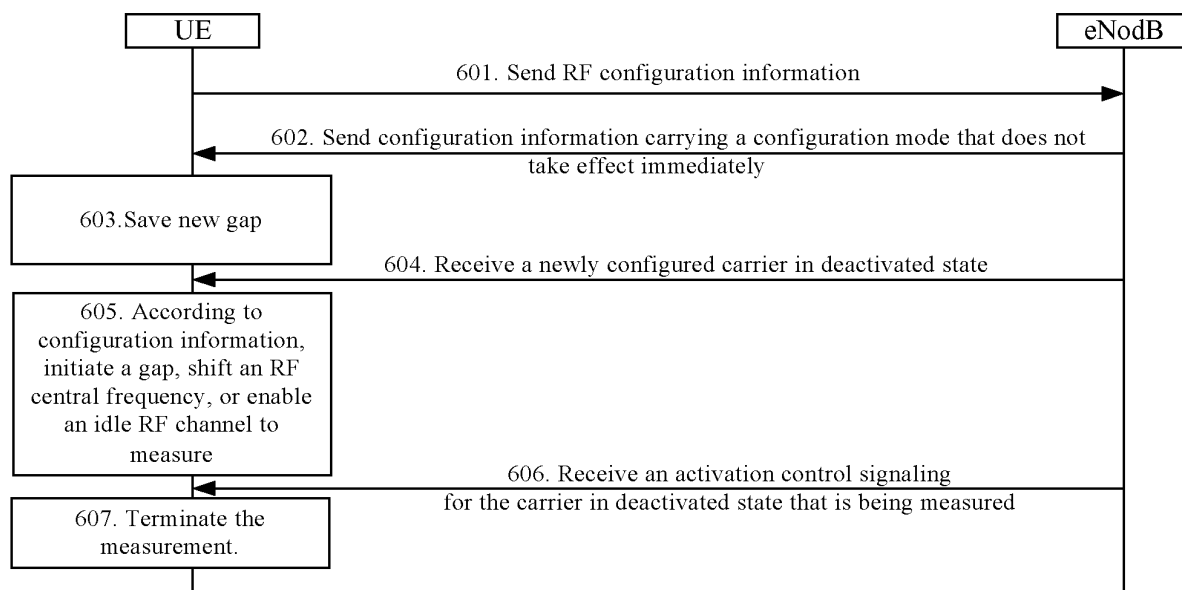 UE
eNodB
601. Send RF configuration information
602. Send configuration information carrying a configuration mode that does not
take effect immediately
603.Save new gap
604. Receive a newly configured carrier in deactivated state
605. According to
configuration information,
initiate a gap, shift an RF
central frequency, or enable
an idle RF channel to
measure
606. Receive an activation control signaling
for the carrier in deactivated state that is being measured
607. Terminate the
measurement.